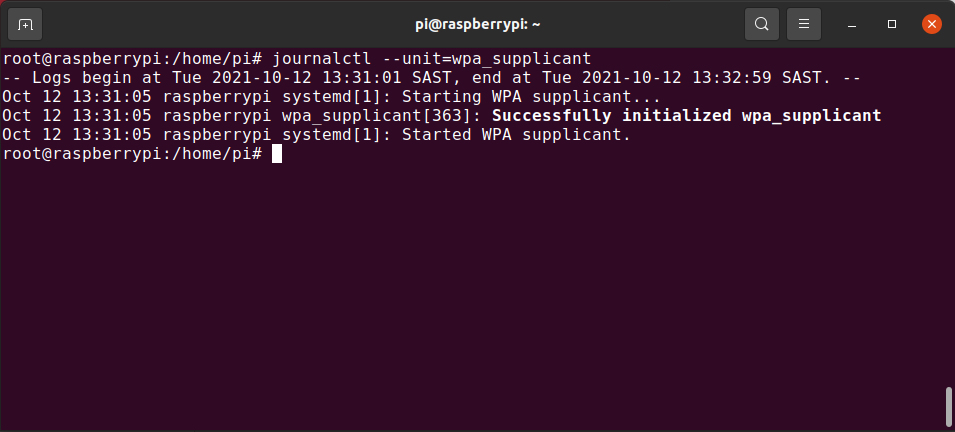 pi@raspberrypi: ~
root@raspberrypi:/home/pi# journalctl --unit=wpa_supplicant
-- Logs begin at Tue 2021-10-12 13:31:01 SAST, end at Tue 2021-10-12 13:32:59 SAST. --
Oct 12 13:31:05 raspberrypi systemd[1]: Starting WPA supplicant...
Oct 12 13:31:05 raspberrypi wpa_supplicant[363]: Successfully initialized wpa_supplicant
Oct 12 13:31:05 raspberrypi systemd[1]: Started WPA supplicant.
root@raspberrypi:/home/pi#